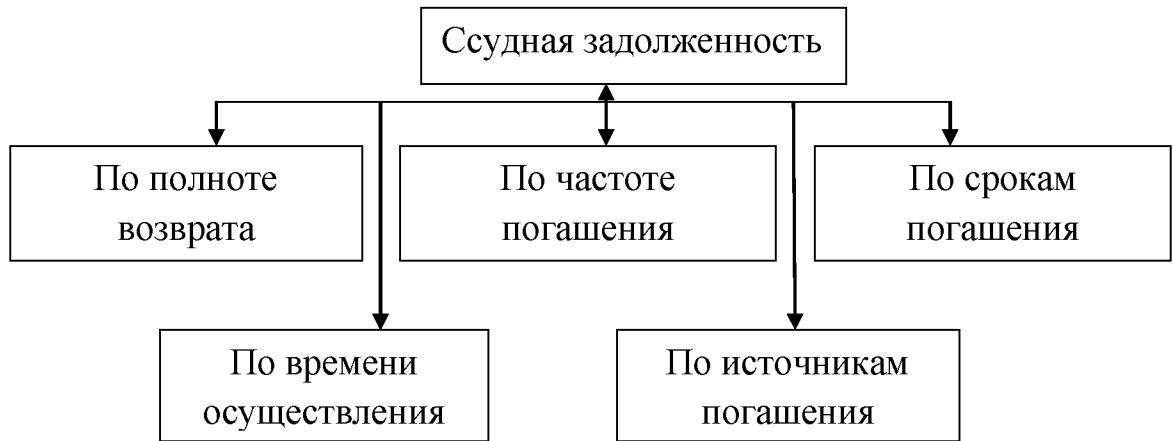 Ссудная задолженность
По полноте
возврата
По частоте
погашения
По срокам
погашения
По времени
осуществления
По источникам
погашения